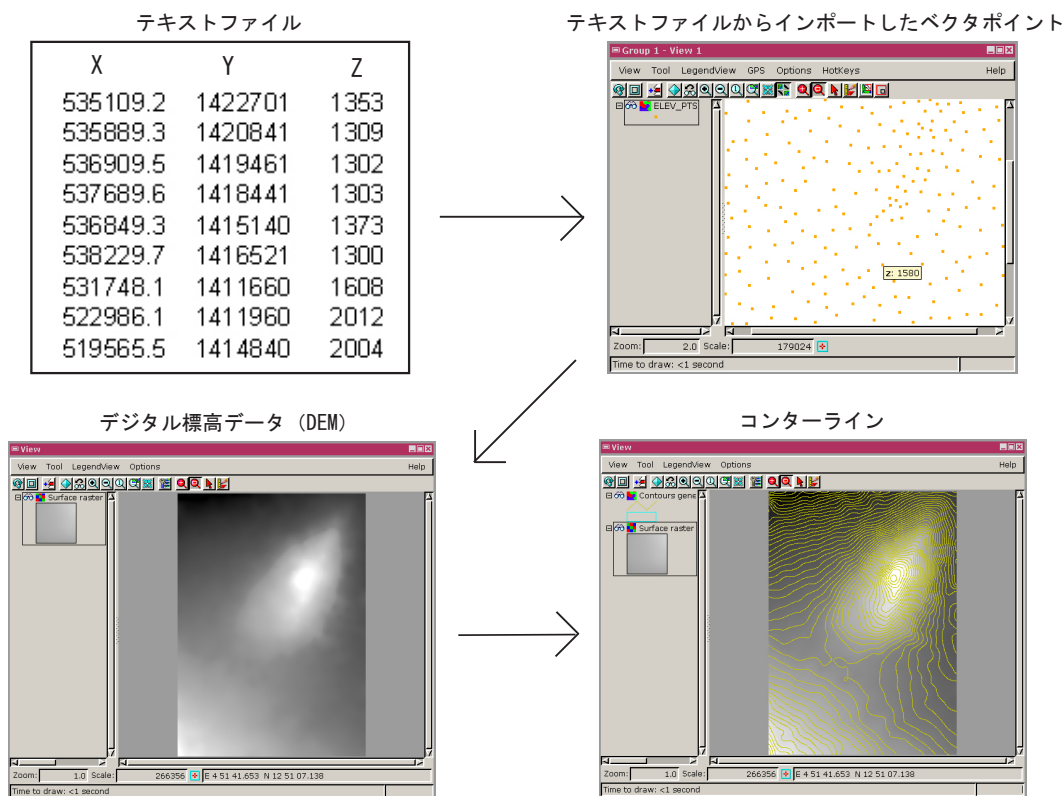 テキストファイル
X Y Z
535109.2 1422701 1353
535889.3 1420841 1309
536909.5 1419461 1302
537689.6 1418441 1303
536849.3 1415140 1373
538229.7 1416521 1300
531748.1 1411660 1608
522986.1 1411960 2012
519565.5 1414840 2004
テキストファイルからインポートしたベクタポイント
Group 1 - View 1
View Tool LegendView GPS Options HotKeys Help
ELEV_PTS
z: 1580
Zoom: 2.0 Scale: 179024
Time to draw: <1 second
デジタル標高データ (DEM)
View
View Tool LegendView Options Help
Surface raster
Zoom: 1.0 Scale: 266356 E 4 51 41.653 N 12 51 07.138
Time to draw: <1 second
コンターライン
View
View Tool LegendView Options Help
Contours gene
Surface raster
Zoom: 1.0 Scale: 266356 E 4 51 41.653 N 12 51 07.138
Time to draw: <1 second